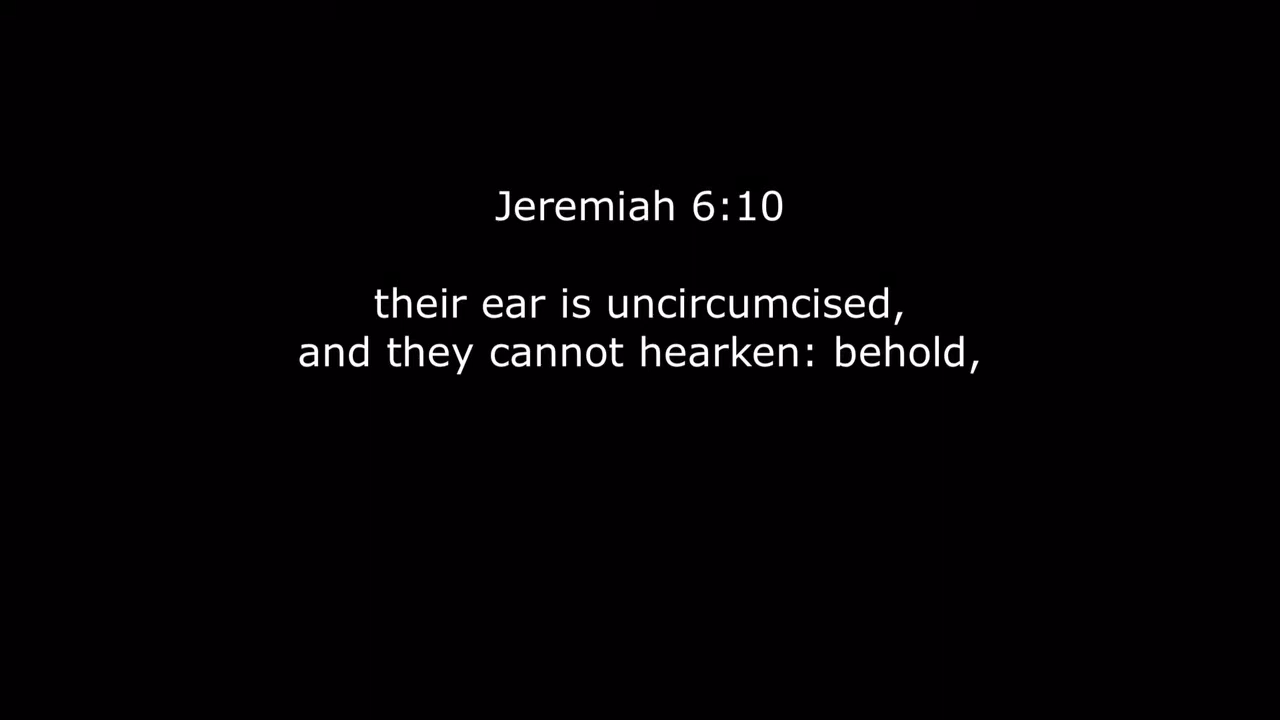 Jeremiah 6:10
their ear is uncircumcised,
and they cannot hearken: behold,